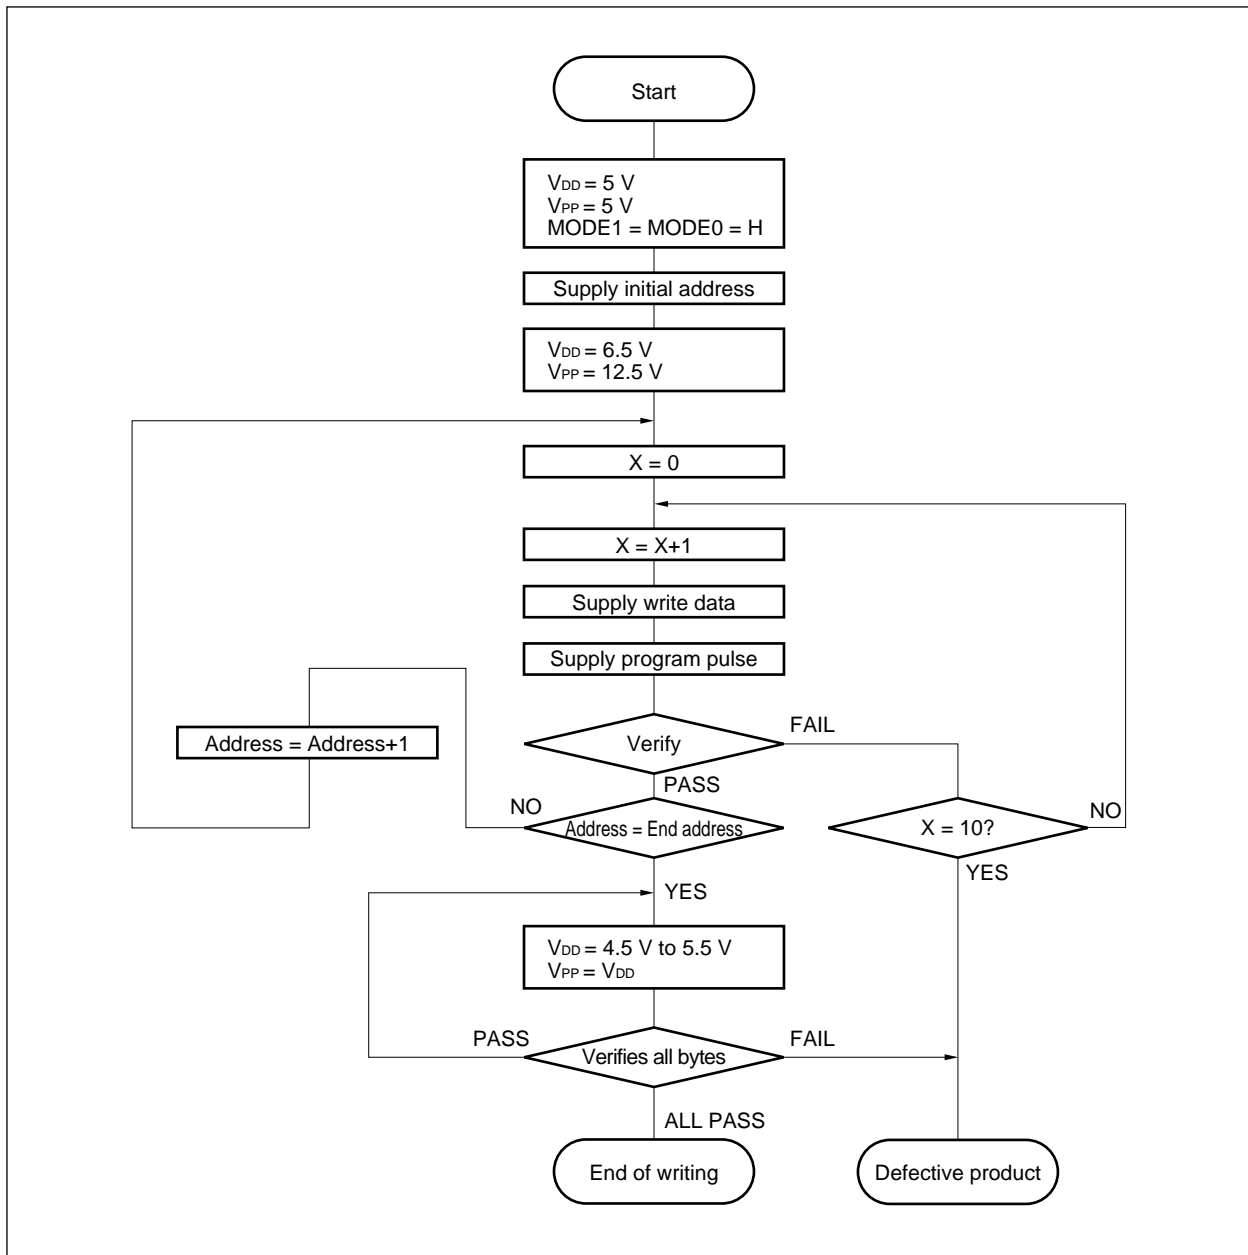 Start
VDD = 5 V
VPP = 5 V
MODE1 = MODE0 = H
Supply initial address
VDD = 6.5 V
VPP = 12.5 V
X = 0
X = X+1
Supply write data
Supply program pulse
Verify
FAIL
PASS
Address = Address+1
NO
Address = End address
X = 10?
NO
YES
YES
VDD = 4.5 V to 5.5 V
VPP = VDD
PASS
Verifies all bytes
FAIL
ALL PASS
End of writing
Defective product